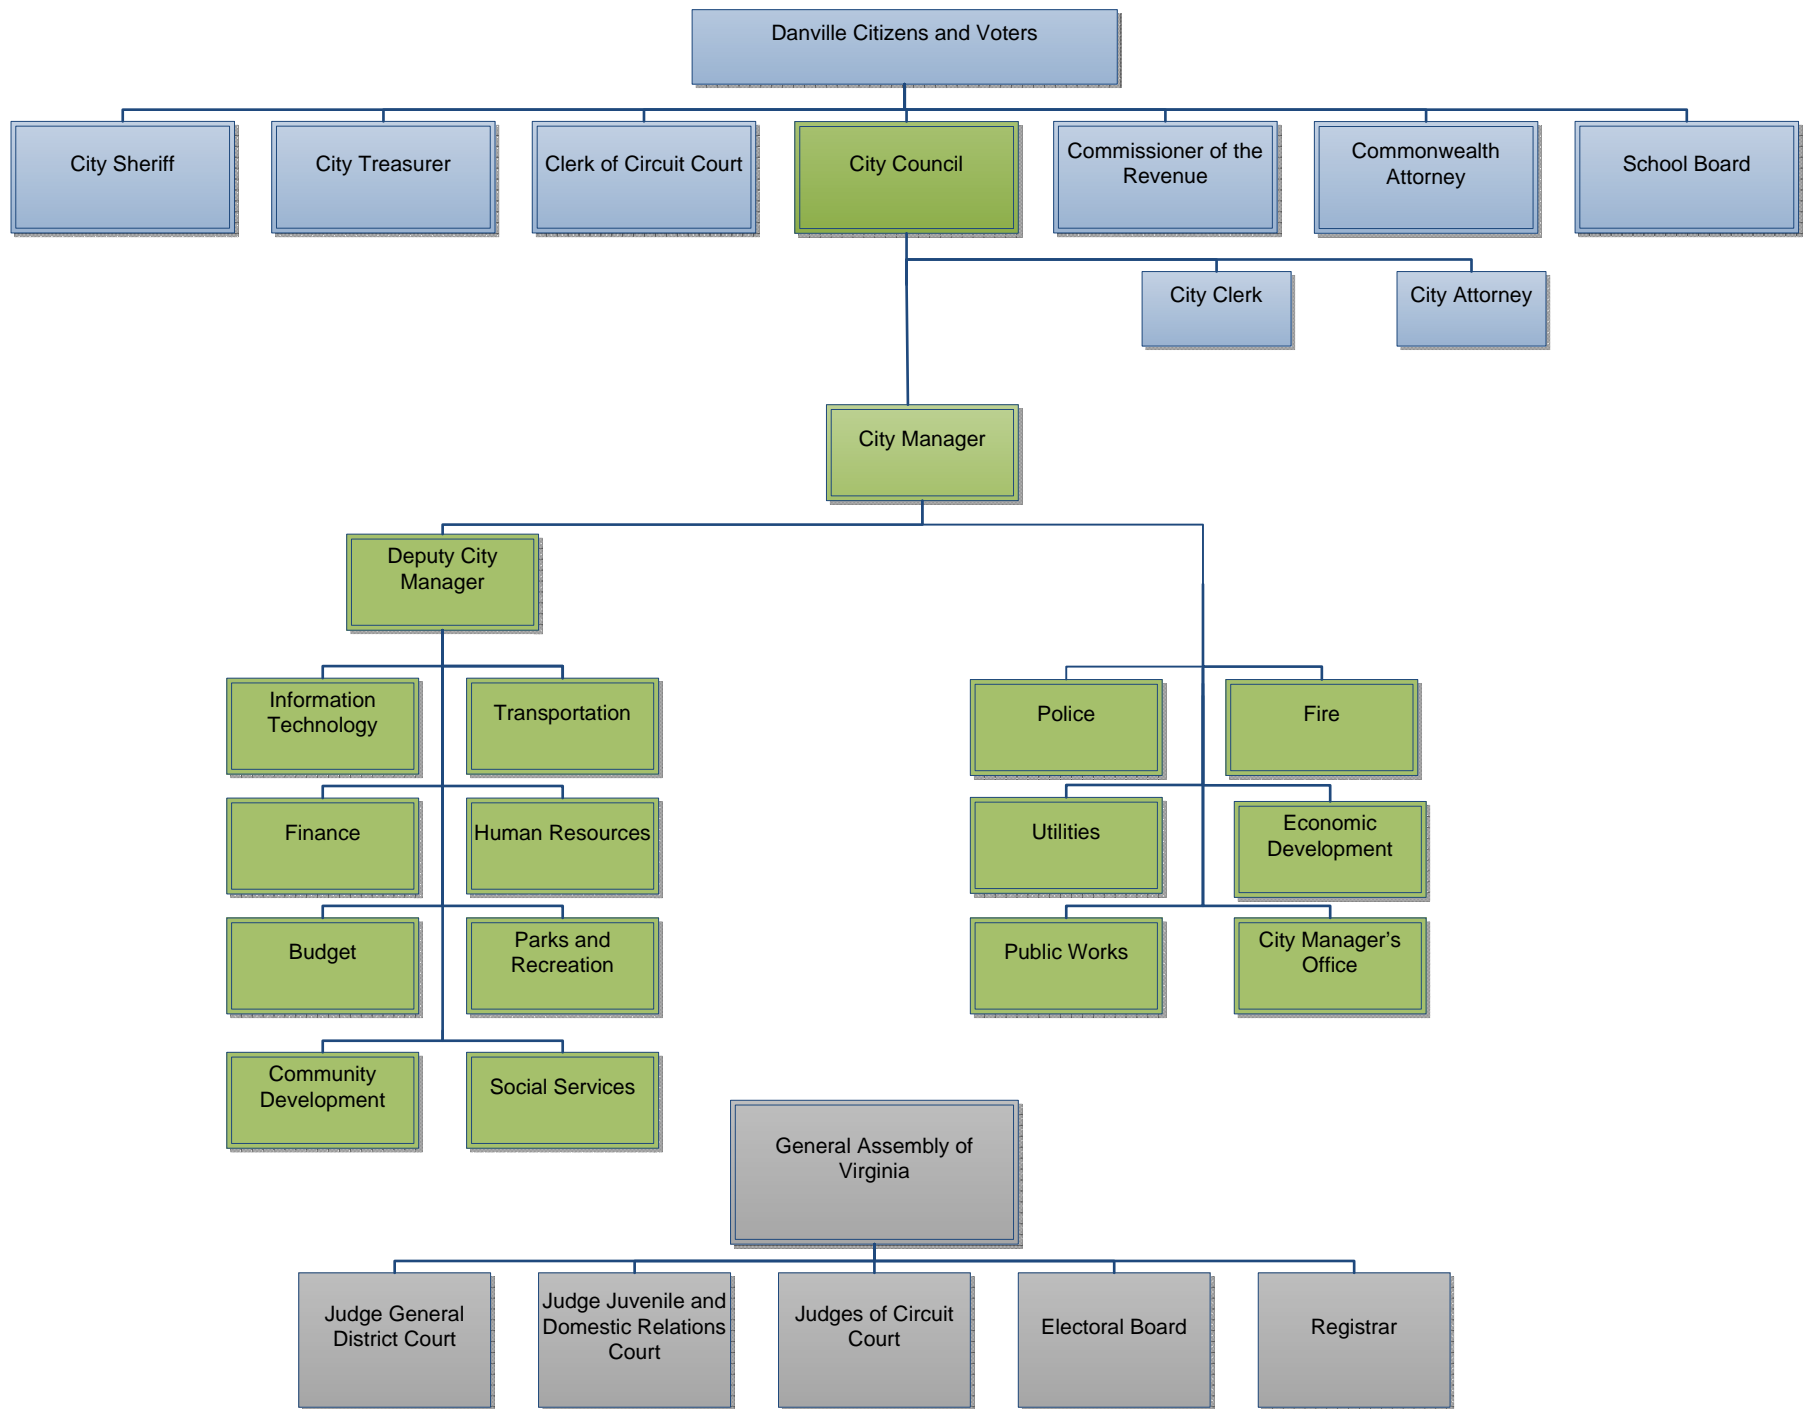 Danville Citizens and Voters
City Sheriff
City Treasurer
Clerk of Circuit Court
City Council
Commissioner of the
Revenue
Commonwealth
Attorney
School Board
City Clerk
City Attorney
City Manager
Deputy City
Manager
Information
Technology
Transportation
Police
Fire
Finance
Human Resources
Utilities
Economic
Development
Budget
Parks and
Recreation
Public Works
City Manager’s
Office
Community
Development
Social Services
General Assembly of
Virginia
Judge General
District Court
Judge Juvenile and
Domestic Relations
Court
Judges of Circuit
Court
Electoral Board
Registrar